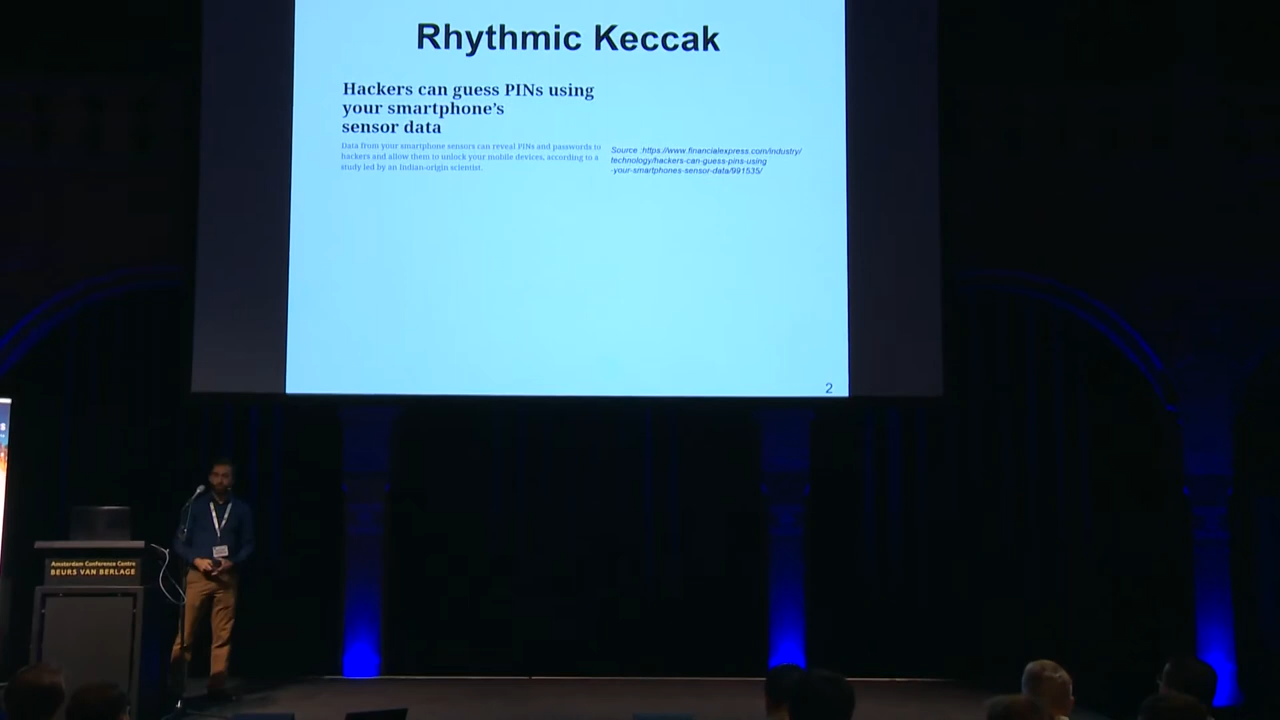 Rhythmic Keccak
Hackers can guess PINs using
your smartphone's
sensor data
Data from your smartphone sensors can reveal PINs and passwords to
hackers and allow them to unlock your mobile devices, according to a
study led by an Indian-origin scientist.
Source :https://www.financialexpress.com/industry/
technology/hackers-can-guess-pins-using
-your-smartphones-sensor-data/991535/
2
Amsterdam Conference Centre
BEURS VAN BERLAGE